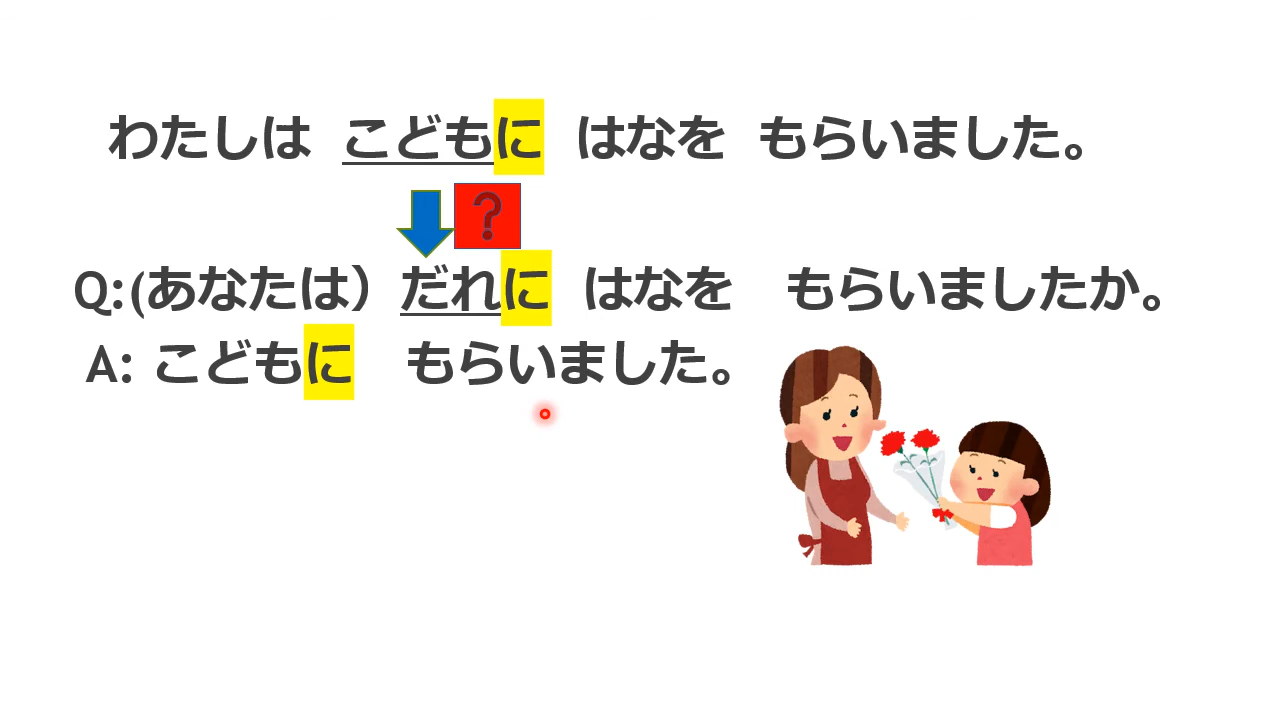 わたしは こどもに はなを もらいました。
?
Q:(あなたは）だれに はなを もらいましたか。
A: こどもに もらいました。